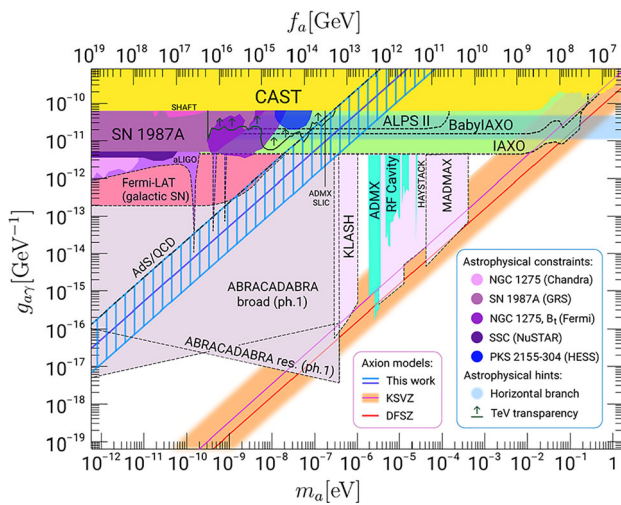 f_a [GeV]
10^19 10^18 10^17 10^16 10^15 10^14 10^13 10^12 10^11 10^10 10^9 10^8 10^7
g_aγ [GeV^-1]
10^-10
10^-11
10^-12
10^-13
10^-14
10^-15
10^-16
10^-17
10^-18
10^-19
CAST
SHAFT
SN 1987A
ALPS II
BabyIAXO
IAXO
aLIGO
Fermi-LAT
(galactic SN)
AdS/QCD
ADMX
SLIC
KLASH
ADMX
RF Cavity
HAYSTACK
MADMAX
ABRACADABRA
broad (ph.1)
ABRACADABRA res. (ph.1)
Astrophysical constraints:
NGC 1275 (Chandra)
SN 1987A (GRS)
NGC 1275, B_t (Fermi)
SSC (NuSTAR)
PKS 2155-304 (HESS)
Astrophysical hints:
Horizontal branch
TeV transparency
Axion models:
This work
KSVZ
DFSZ
10^-12 10^-11 10^-10 10^-9 10^-8 10^-7 10^-6 10^-5 10^-4 10^-3 10^-2 10^-1 1
m_a [eV]